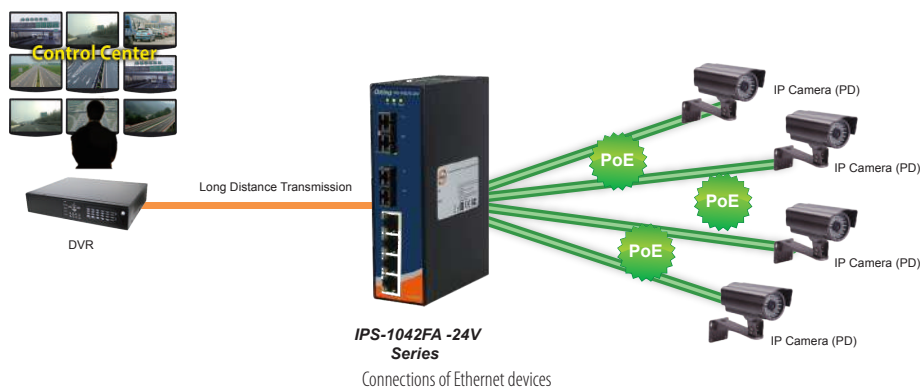 Control Center
IP Camera (PD)
PoE
IP Camera (PD)
Long Distance Transmission
PoE
DVR
PoE
IP Camera (PD)
IPS-1042FA -24V
Series
IP Camera (PD)
Connections of Ethernet devices